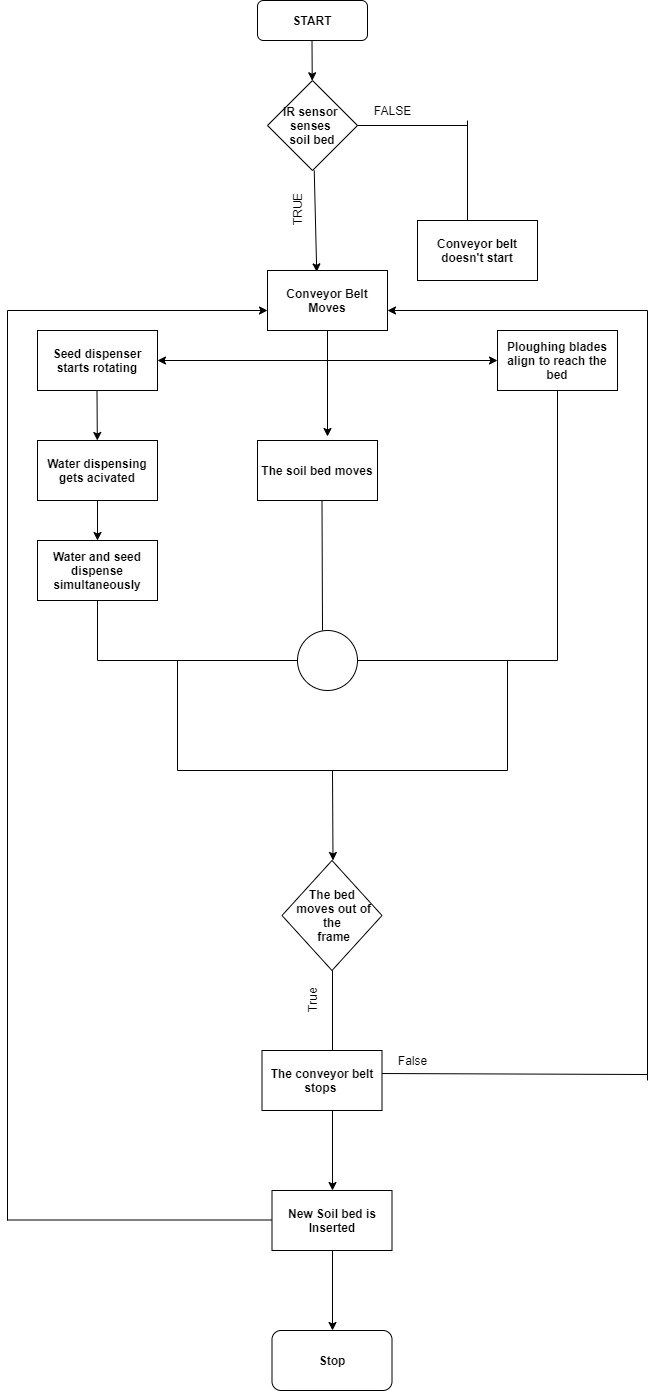 START
IR sensor
senses
soil bed
FALSE
TRUE
Conveyor belt
doesn't start
Conveyor Belt
Moves
Seed dispenser
starts rotating
Ploughing blades
align to reach the
bed
Water dispensing
gets acivated
The soil bed moves
Water and seed
dispense
simultaneously
The bed
moves out of
the
frame
True
The conveyor belt
stops
False
New Soil bed is
Inserted
Stop